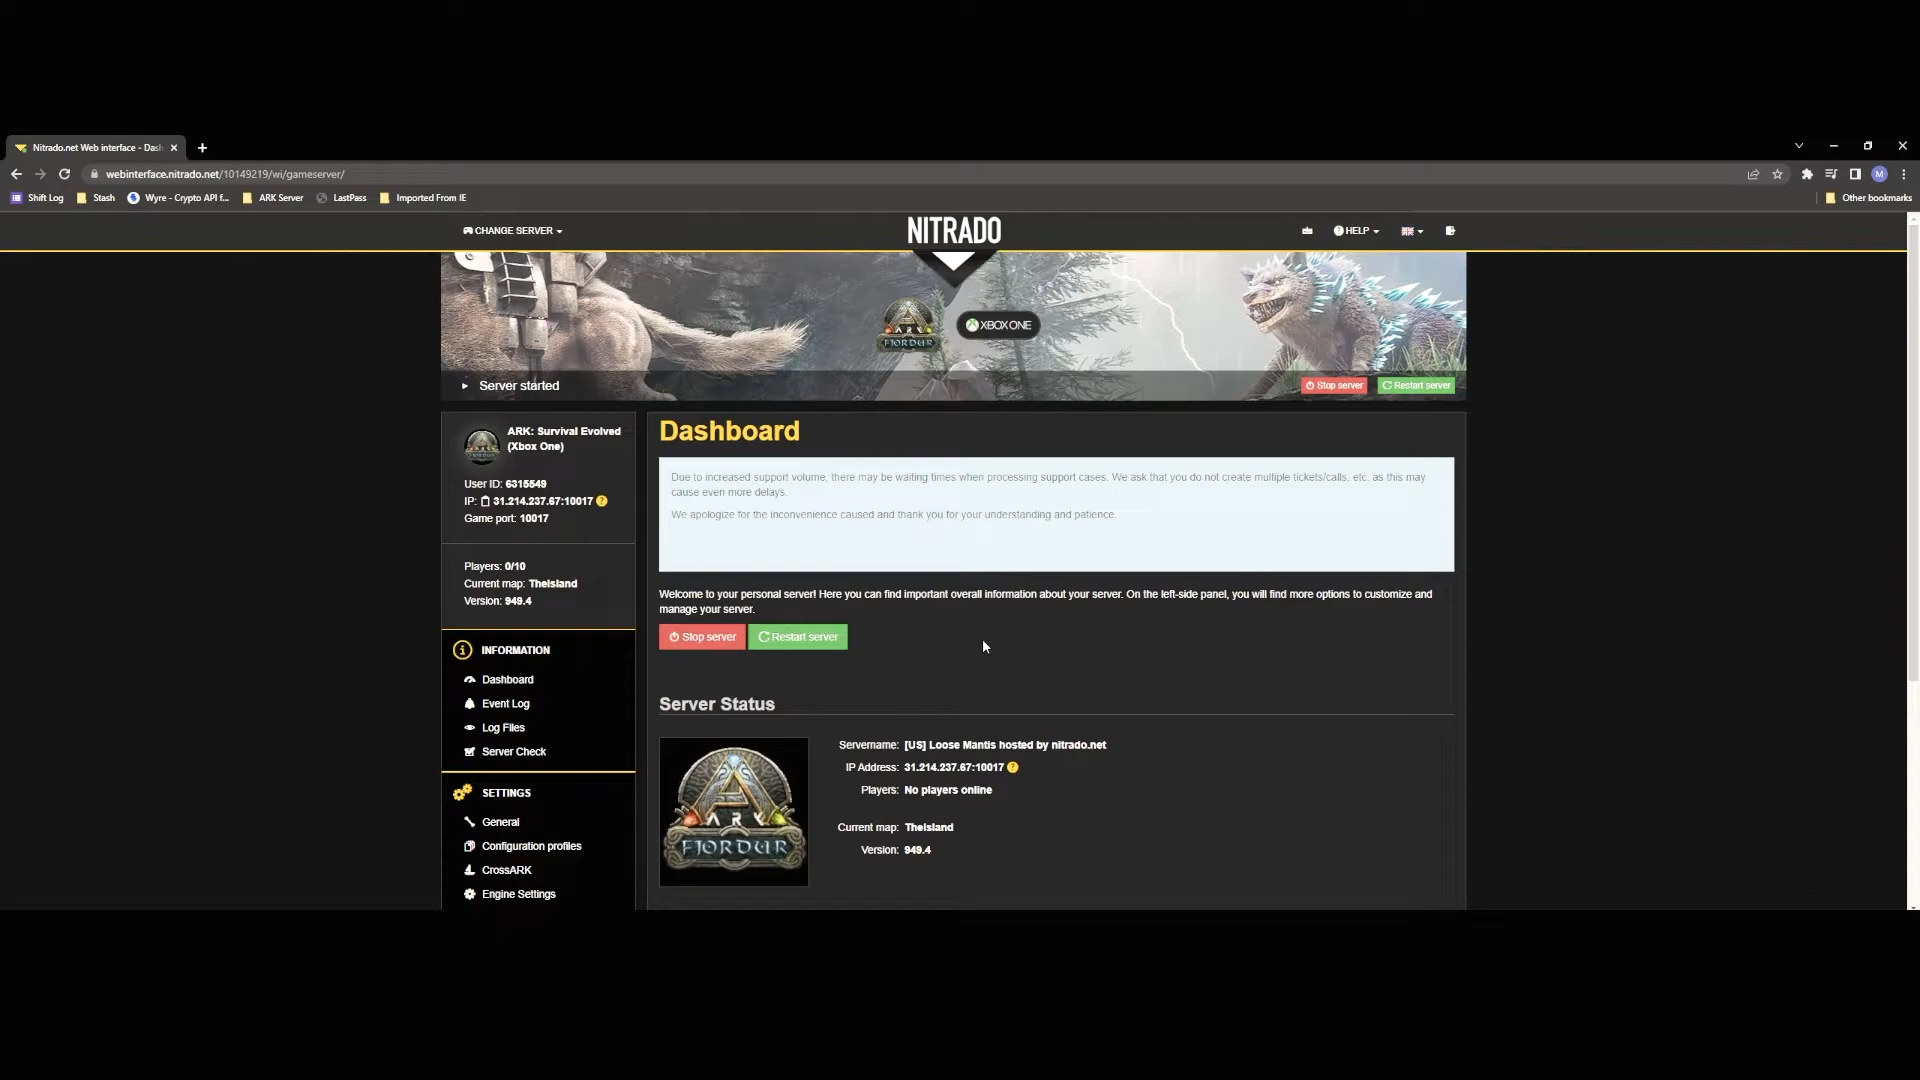 Nitrado.net Web interface - Dash
webinterface.nitrado.net/10149219/wi/gameserver/
M
Shift Log
Stash
Wyre - Crypto API f...
ARK Server
LastPass
Imported From IE
Other bookmarks
CHANGE SERVER
NITRADO
HELP
ARK
FJORDUR
XBOX ONE
Server started
Stop server
Restart server
ARK: Survival Evolved
(Xbox One)
User ID: 6315549
IP: 31.214.237.67:10017 ?
Game port: 10017
Players: 0/10
Current map: TheIsland
Version: 949.4
INFORMATION
Dashboard
Event Log
Log Files
Server Check
SETTINGS
General
Configuration profiles
CrossARK
Engine Settings
Dashboard
Due to increased support volume, there may be waiting times when processing support cases. We ask that you do not create multiple tickets/calls, etc. as this may
cause even more delays.
We apologize for the inconvenience caused and thank you for your understanding and patience.
Welcome to your personal server! Here you can find important overall information about your server. On the left-side panel, you will find more options to customize and
manage your server.
Stop server
Restart server
Server Status
ARK
FJORDUR
Servername: [US] Loose Mantis hosted by nitrado.net
IP Address: 31.214.237.67:10017 ?
Players: No players online
Current map: TheIsland
Version: 949.4